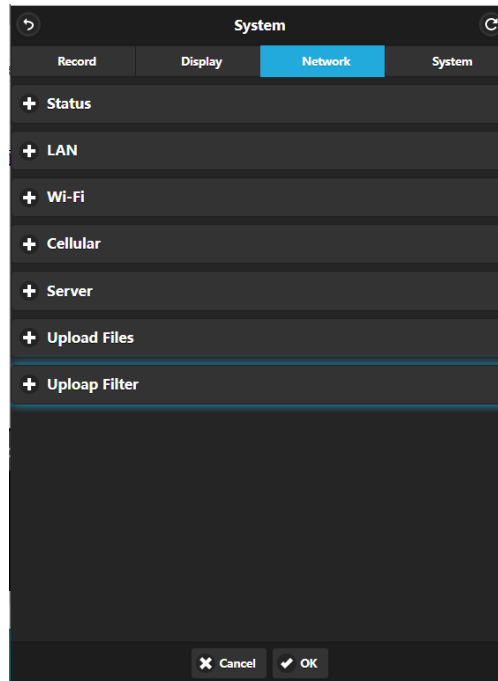 System
Record Display Network System
Status
LAN
Wi-Fi
Cellular
Server
Upload Files
Uploap Filter
Cancel OK